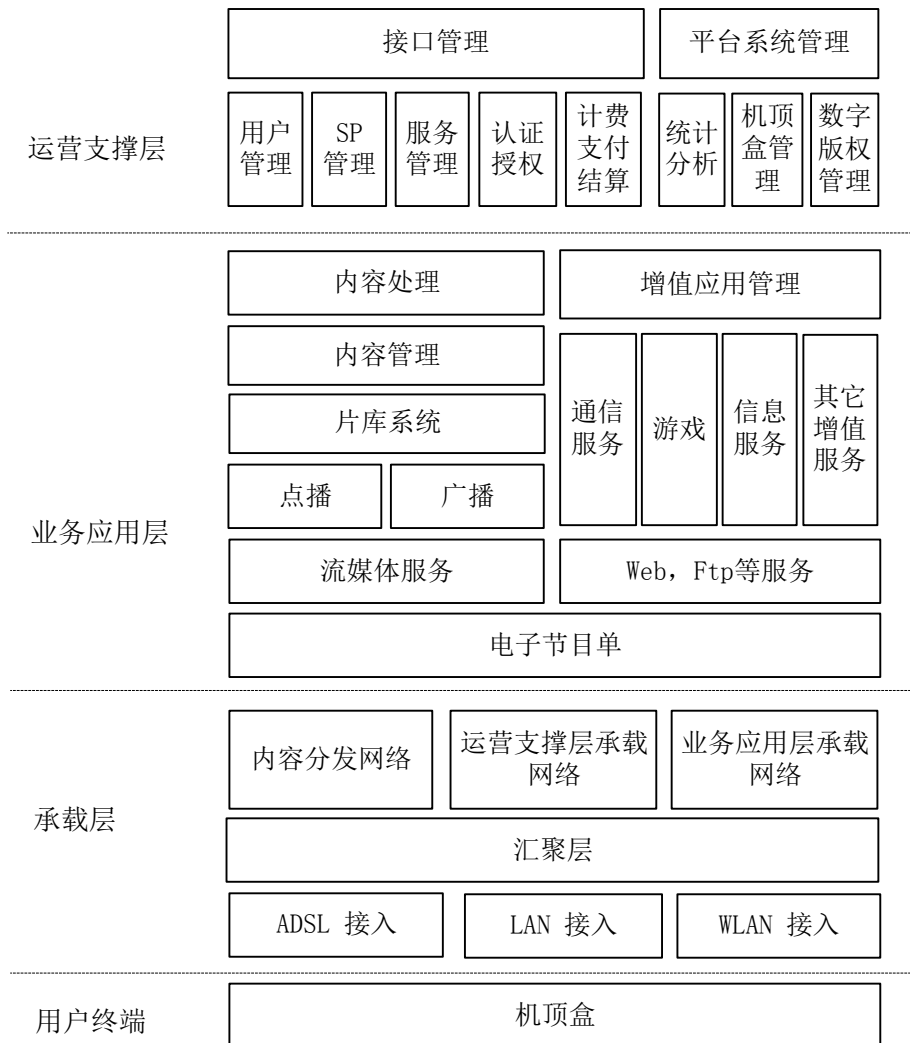 接口管理
平台系统管理
运营支撑层
用户
管理
SP
管理
服务
管理
认证
授权
计费
支付
结算
统计
分析
机顶
盒管
理
数字
版权
管理
内容处理
增值应用管理
内容管理
片库系统
点播
广播
通信
服务
游戏
信息
服务
其它
增值
服务
业务应用层
流媒体服务
Web，Ftp等服务
电子节目单
承载层
内容分发网络
运营支撑层承载
网络
业务应用层承载
网络
汇聚层
ADSL 接入
LAN 接入
WLAN 接入
用户终端
机顶盒